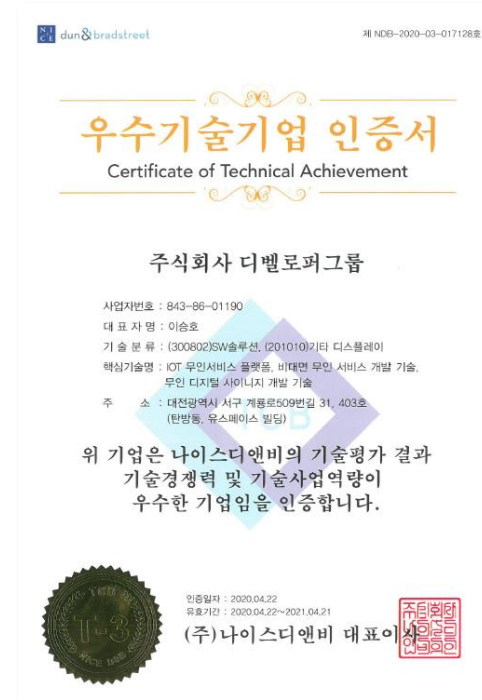 NICE dun & bradstreet
제 NDB-2020-03-017128호
우수기술기업 인증서
Certificate of Technical Achievement
주식회사 디벨로퍼그룹
사업자번호 : 843-86-01190
대 표 자 명 : 이승호
기 술 분 류 : (300802)SW솔루션, (201010)기타 디스플레이
핵심기술명 : IOT 무인서비스 플랫폼, 비대면 무인 서비스 개발 기술,
무인 디지털 사이니지 개발 기술
주 소 : 대전광역시 서구 계룡로509번길 31, 403호
(탄방동, 유스페이스 빌딩)
위 기업은 나이스디앤비의 기술평가 결과
기술경쟁력 및 기술사업역량이
우수한 기업임을 인증합니다.
인증일자 : 2020.04.22
유효기간 : 2020.04.22~2021.04.21
(주)나이스디앤비 대표이사
T-3